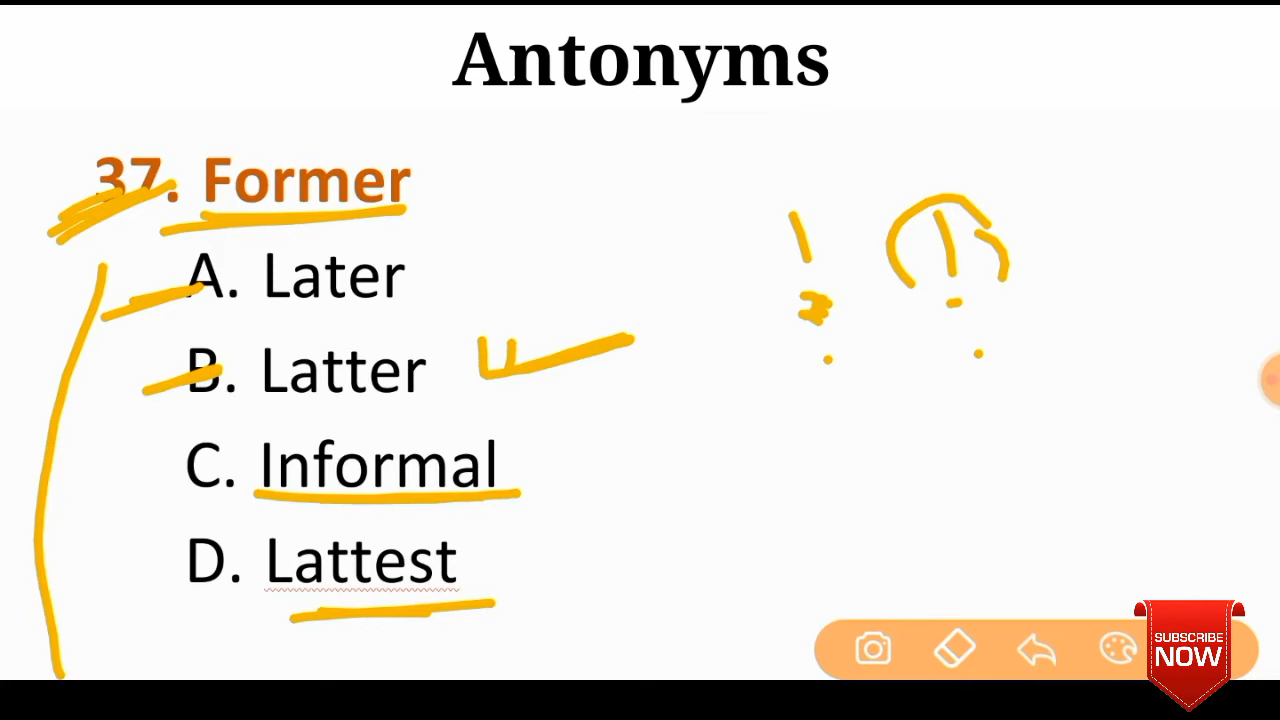 Antonyms
37. Former
A. Later
B. Latter
C. Informal
D. Lattest
SUBSCRIBE
NOW